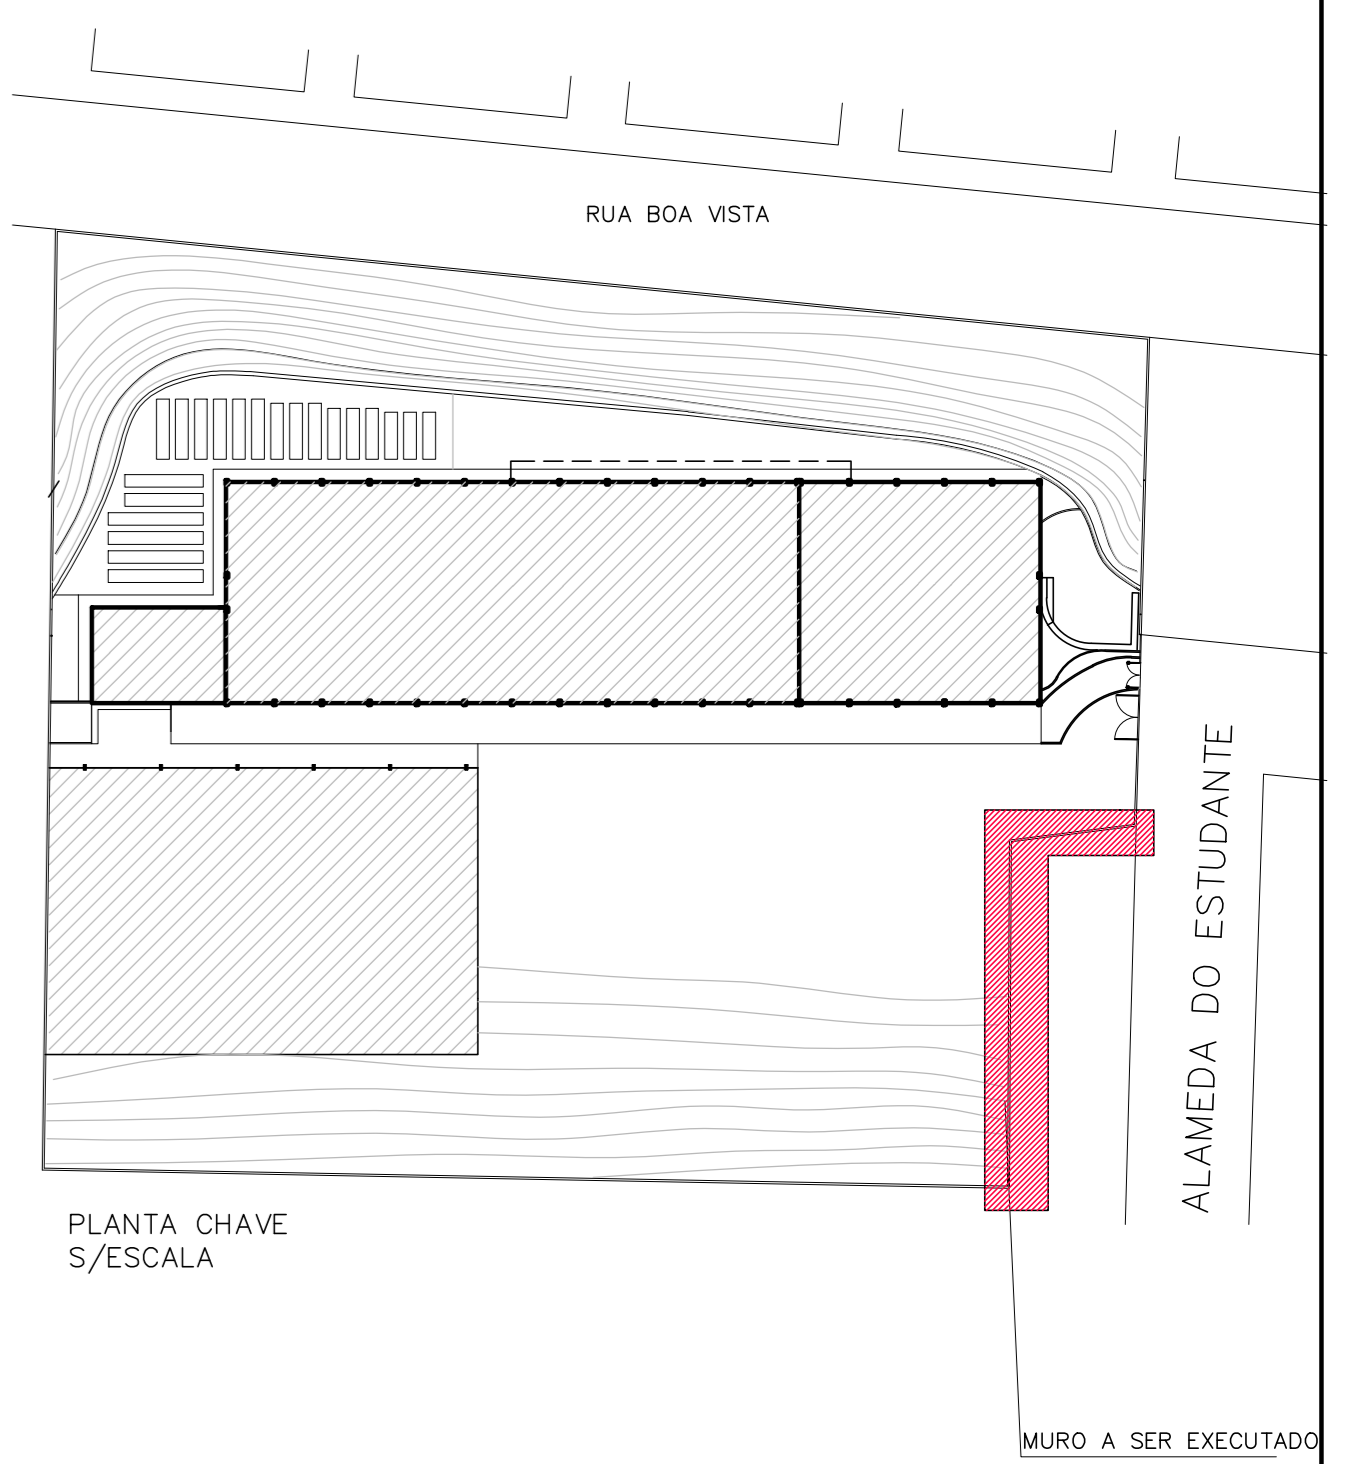 RUA BOA VISTA
ALAMEDA DO ESTUDANTE
PLANTA CHAVE
S/ESCALA
MURO A SER EXECUTADO